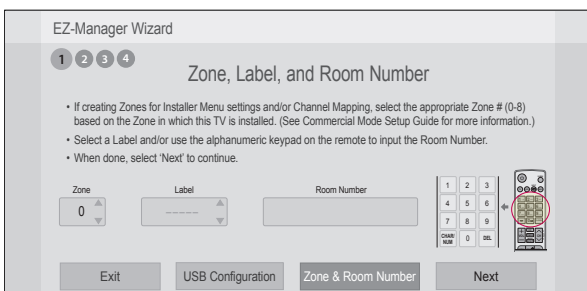 EZ-Manager Wizard
1 2 3 4
Zone, Label, and Room Number
• If creating Zones for Installer Menu settings and/or Channel Mapping, select the appropriate Zone # (0-8)
based on the Zone in which this TV is installed. (See Commercial Mode Setup Guide for more information.)
• Select a Label and/or use the alphanumeric keypad on the remote to input the Room Number.
• When done, select ‘Next’ to continue.
Zone Label Room Number
0 -----
1 2 3
4 5 6
7 8 9
CHAR/
NUM 0 DEL
Exit USB Configuration Zone & Room Number Next